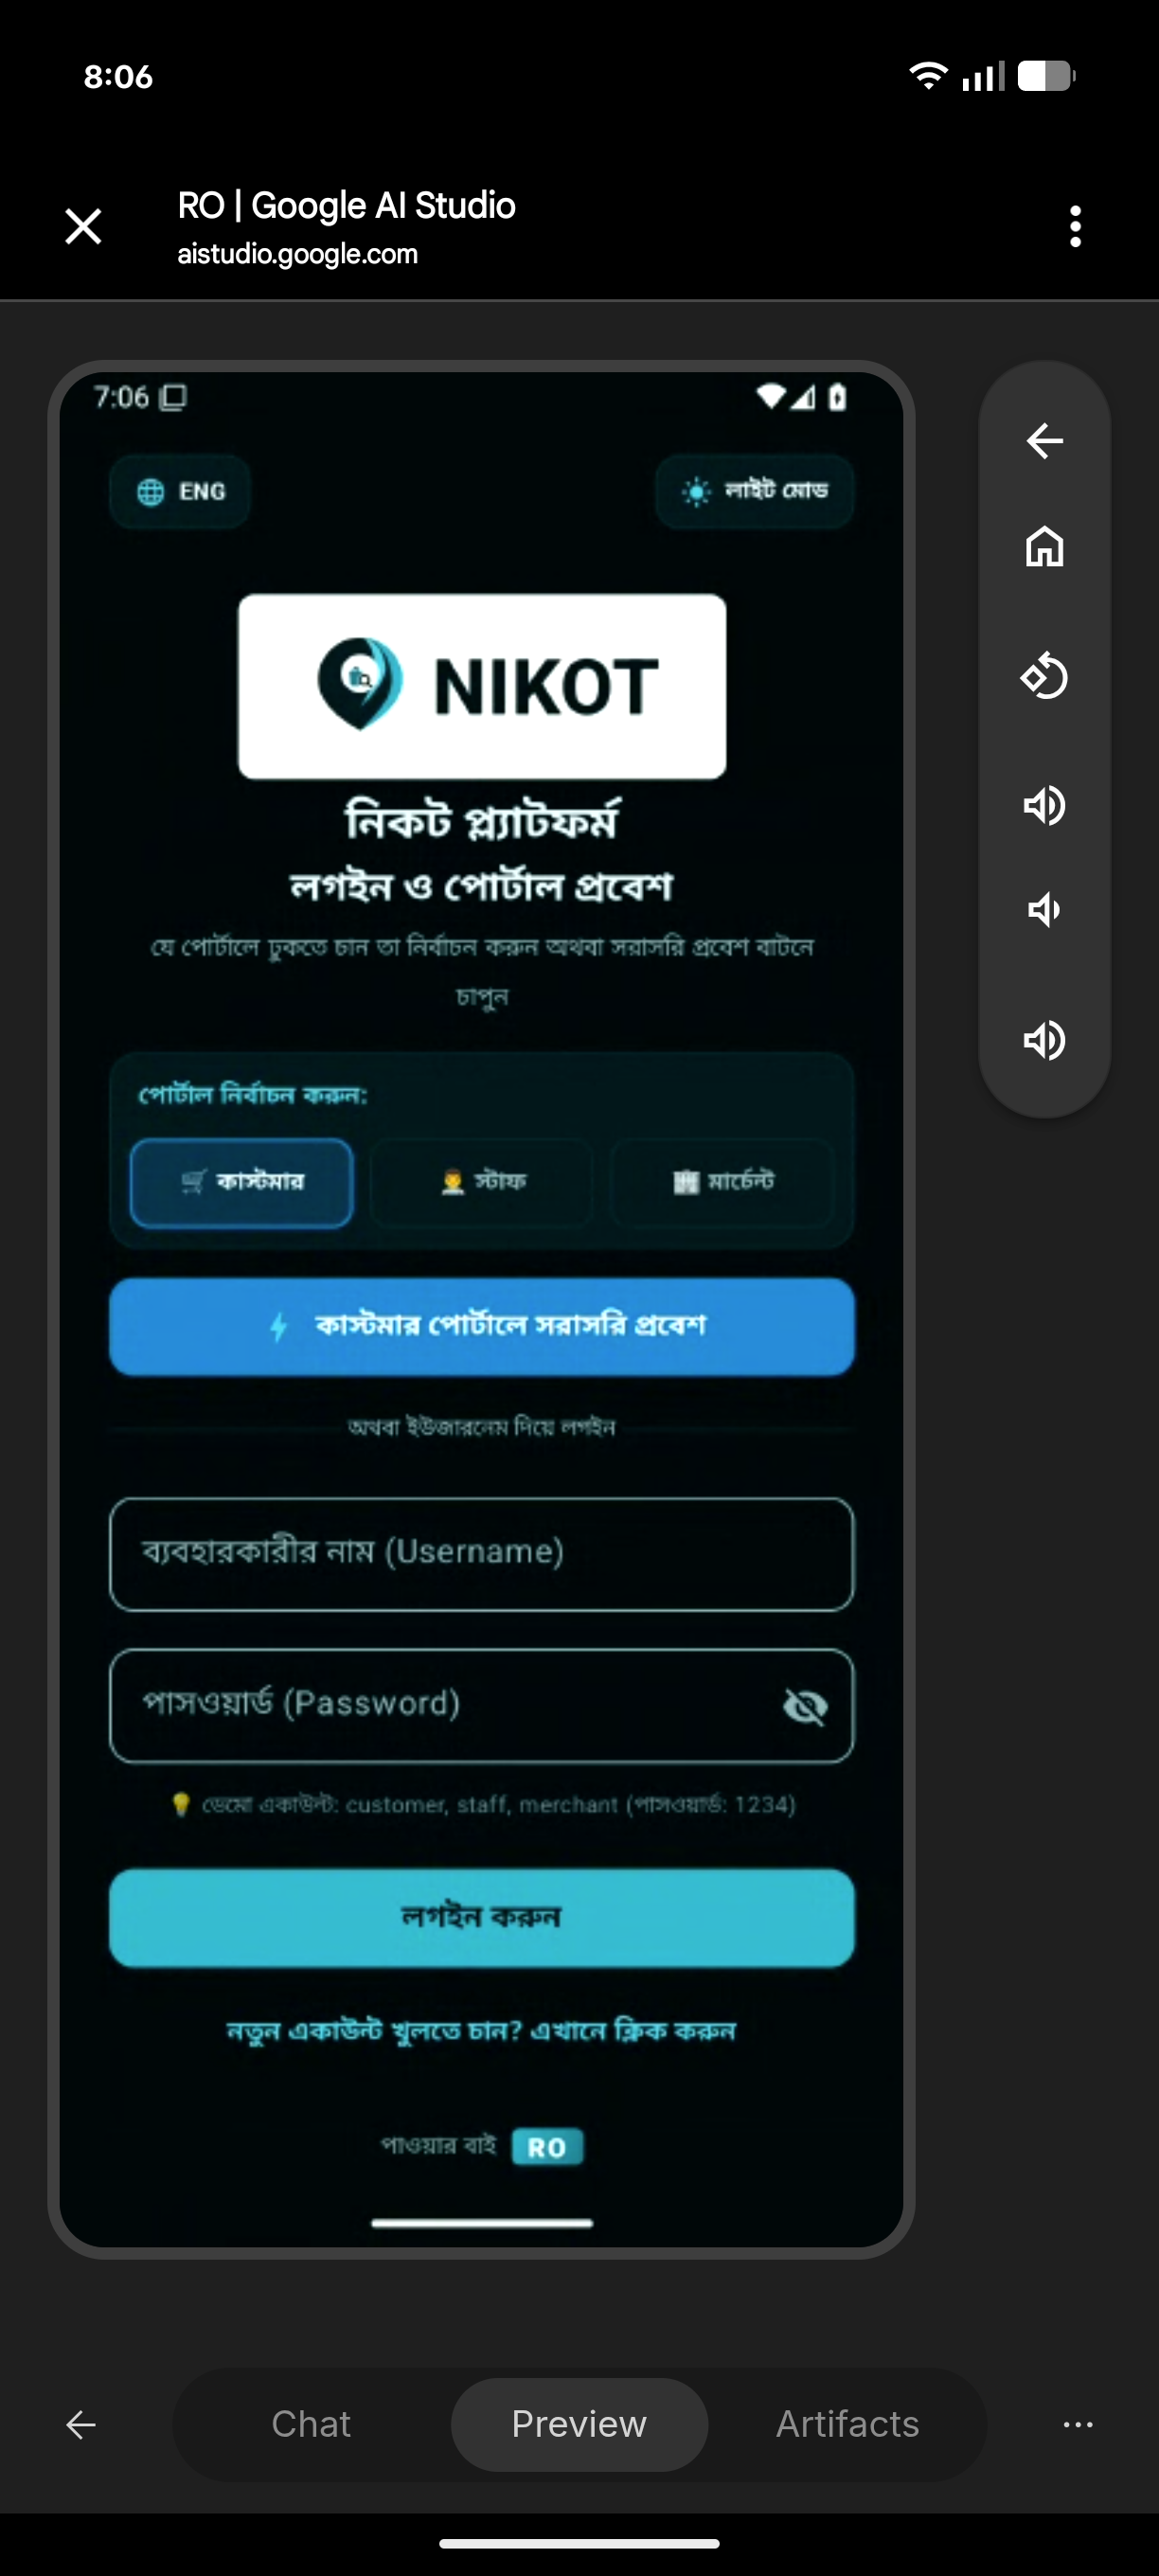 8:06
RO | Google AI Studio
aistudio.google.com
7:06
ENG
লাইট মোড
NIKOT
নিকট প্ল্যাটফর্ম
লগইন ও পোর্টাল প্রবেশ
যে পোর্টালে ঢুকতে চান তা নির্বাচন করুন অথবা সরাসরি প্রবেশ বাটনে
চাপুন
পোর্টাল নির্বাচন করুন:
🛒 কাস্টমার
👨‍💼 স্টাফ
🏢 মার্চেন্ট
⚡ কাস্টমার পোর্টালে সরাসরি প্রবেশ
অথবা ইউজারনেম দিয়ে লগইন
ব্যবহারকারীর নাম (Username)
পাসওয়ার্ড (Password)
💡 ডেমো একাউন্ট: customer, staff, merchant (পাসওয়ার্ড: 1234)
লগইন করুন
নতুন একাউন্ট খুলতে চান? এখানে ক্লিক করুন
পাওয়ার বাই RO
Chat
Preview
Artifacts